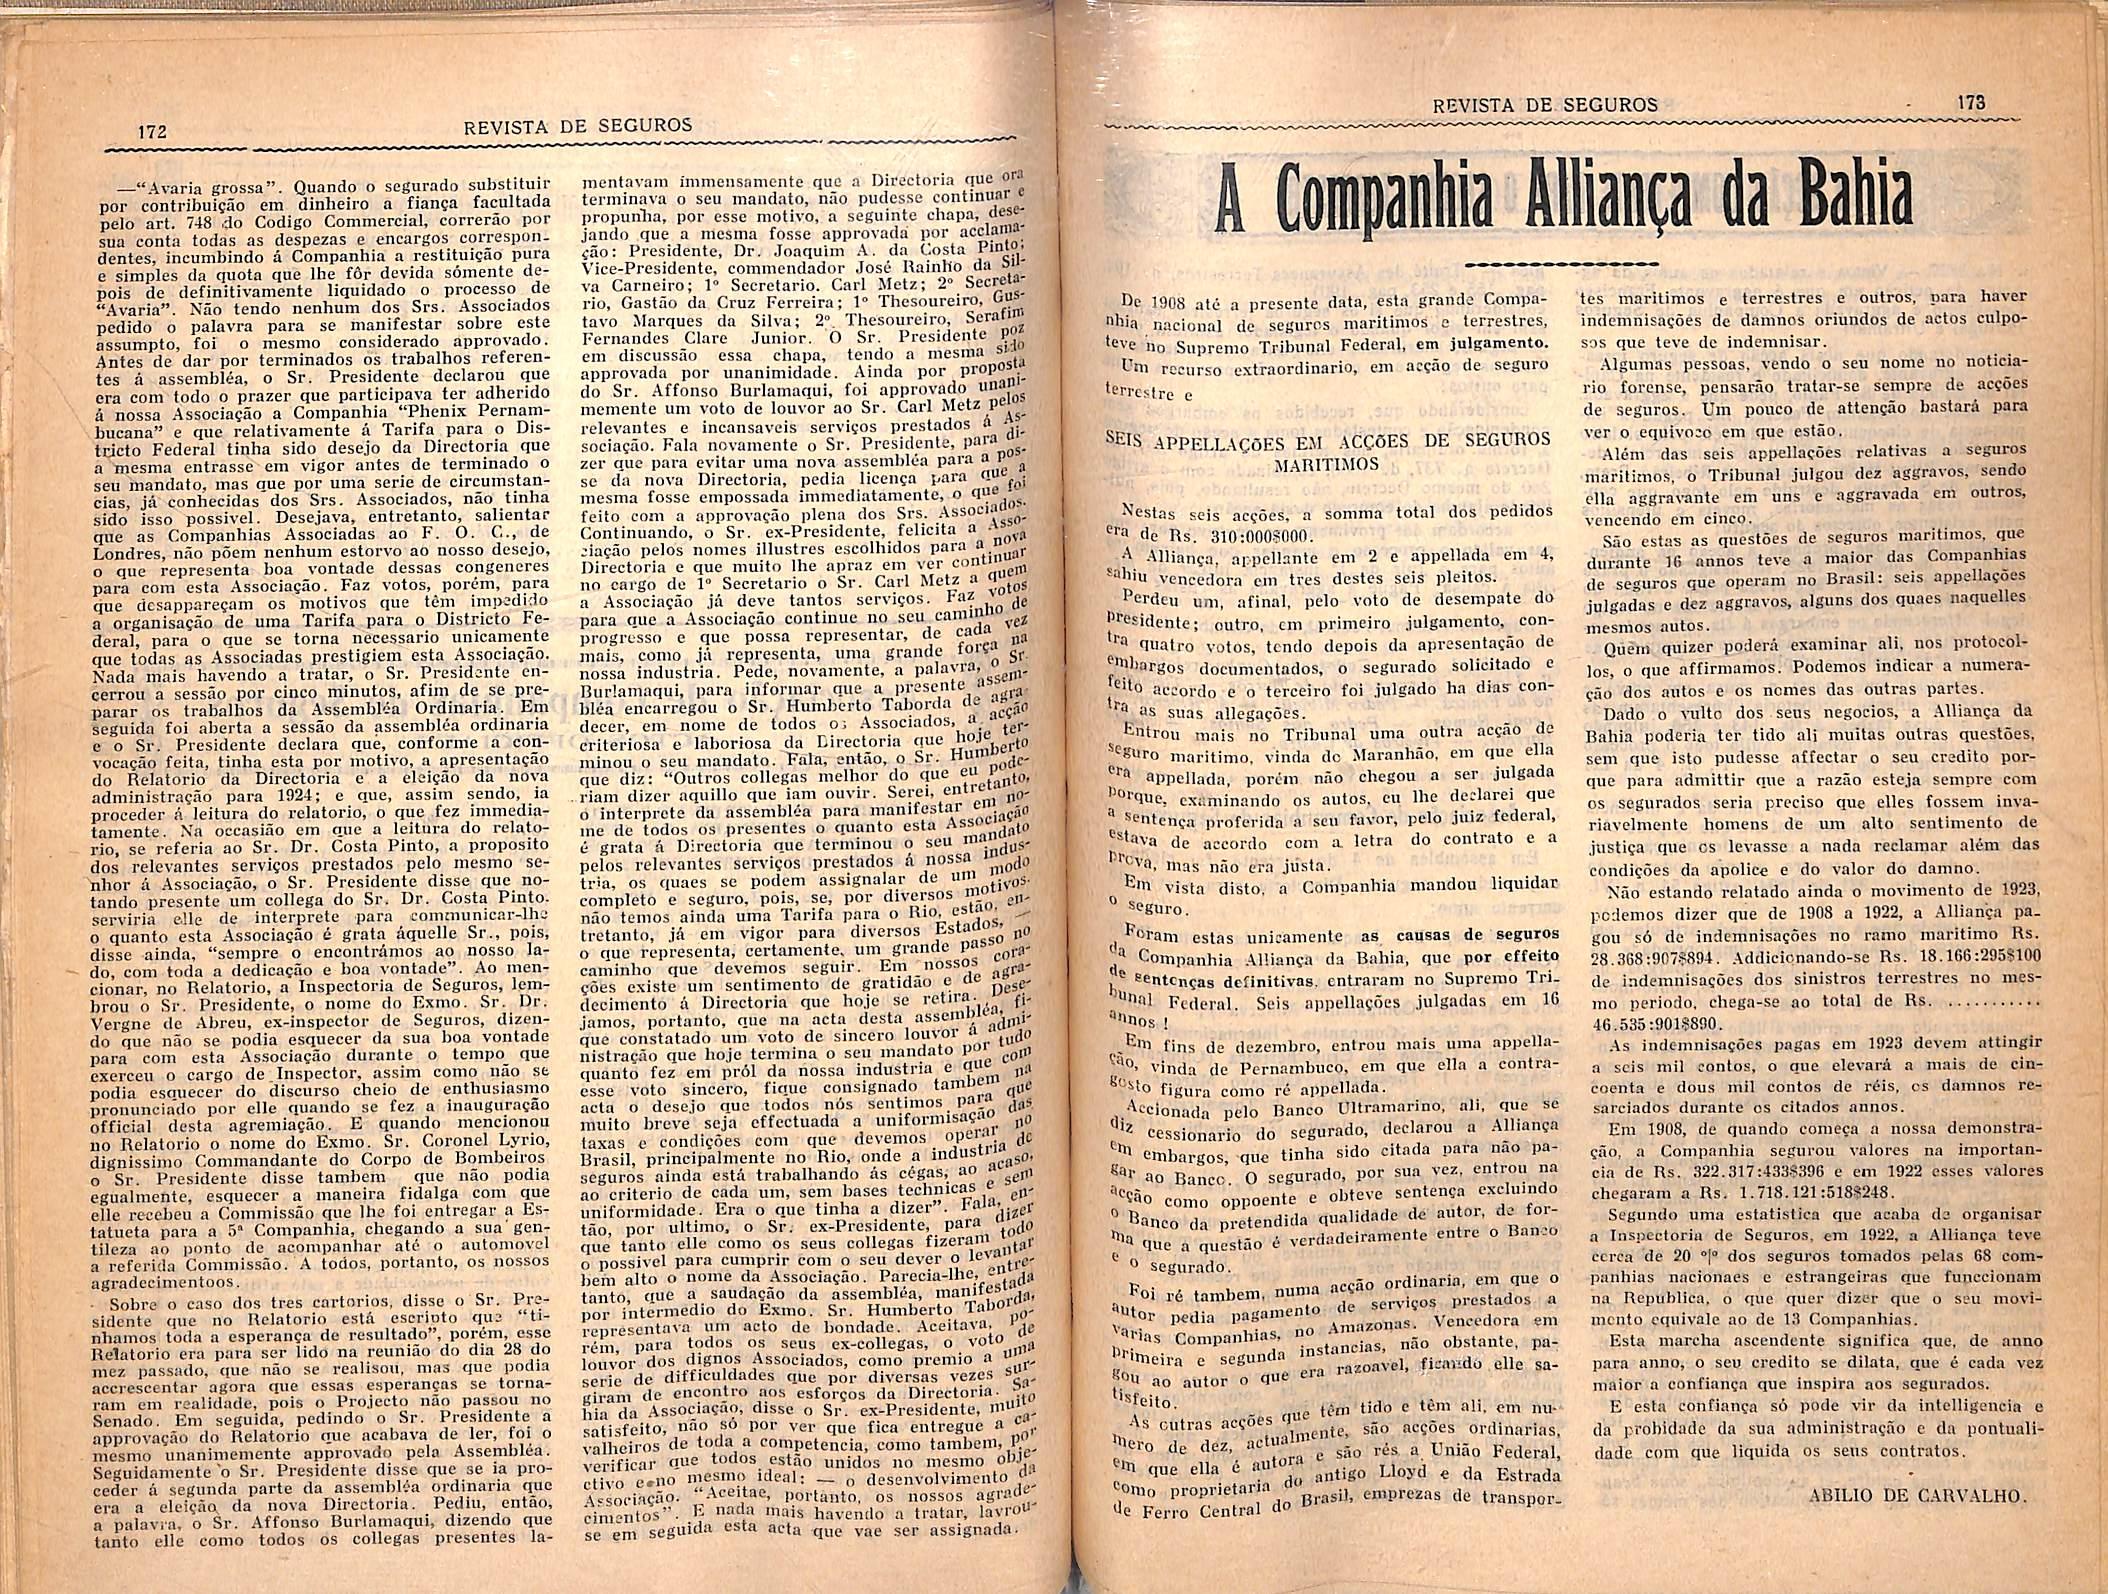 172
REVISTA DE SEGUROS
—"Avaria grossa". Quando o segurado substituir
por contribuição em dinheiro a fiança facultada
pelo art. 748 do Codigo Commercial, correrão por
sua conta todas as despezas e encargos correspon-
dentes, incumbindo á Companhia a restituição pura
e simples da quota que lhe fôr devida sómente de-
pois de definitivamente liquidado o processo de
"Avaria". Não tendo nenhum dos Srs. Associados
pedido o palavra para se manifestar sobre este
assumpto, foi o mesmo considerado approvado.
Antes de dar por terminados os trabalhos referen-
tes á assembléa, o Sr. Presidente declarou que
era com todo o prazer que participava ter adherido
á nossa Associação a Companhia "Phenix Pernam-
bucana" e que relativamente á Tarifa para o Dis-
tricto Federal tinha sido desejo da Directoria que
a mesma entrasse em vigor antes de terminado o
seu mandato, mas que por uma serie de circumstan-
cias, já conhecidas dos Srs. Associados, não tinha
sido isso possivel. Desejava, entretanto, salientar
que as Companhias Associadas ao F. O. C., de
Londres, não põem nenhum estorvo ao nosso desejo,
o que representa boa vontade dessas congeneres
para com esta Associação. Faz votos, porém, para
que desappareçam os motivos que têm impedido
a organisação de uma Tarifa para o Districto Fe-
deral, para o que se torna necessario unicamente
que todas as Associadas prestigiem esta Associação.
Nada mais havendo a tratar, o Sr. Presidente en-
cerrou a sessão por cinco minutos, afim de se pre-
parar os trabalhos da Assembléa Ordinaria. Em
seguida foi aberta a sessão da assembléa ordinaria
e o Sr. Presidente declara que, conforme a con-
vocação feita, tinha esta por motivo, a apresentação
do Relatorio da Directoria e a eleição da nova
administração para 1924; e que, assim sendo, ia
proceder á leitura do relatorio, o que fez immedia-
tamente. Na occasião em que a leitura do relato-
rio, se referia ao Sr. Dr. Costa Pinto, a proposito
dos relevantes serviços prestados pelo mesmo se-
nhor á Associação, o Sr. Presidente disse que no-
tando presente um collega do Sr. Dr. Costa Pinto.
serviria elle de interprete para communicar-lhe
o quanto esta Associação é grata áquelle Sr., pois,
disse ainda, "sempre o encontrámos ao nosso la-
do, com toda a dedicação e boa vontade". Ao men-
cionar, no Relatorio, a Inspectoria de Seguros, lem-
brou o Sr. Presidente, o nome do Exmo. Sr. Dr.
Vergne de Abreu, ex-inspector de Seguros, dizen-
do que não se podia esquecer da sua boa vontade
para com esta Associação durante o tempo que
exerceu o cargo de Inspector, assim como não se
podia esquecer do discurso cheio de enthusiasmo
pronunciado por elle quando se fez a inauguração
official desta agremiação. E quando mencionou
no Relatorio o nome do Exmo. Sr. Coronel Lyrio,
dignissimo Commandante do Corpo de Bombeiros
o Sr. Presidente disse tambem que não podia
egualmente, esquecer a maneira fidalga com que
elle recebeu a Commissão que lhe foi entregar a Es-
tatueta para a 5ª Companhia, chegando a sua gen-
tileza ao ponto de acompanhar até o automovel
a referida Commissão. A todos, portanto, os nossos
agradecimentoos.
Sobre o caso dos tres cartorios, disse o Sr. Pre-
sidente que no Relatorio está escripto que "ti-
nhamos toda a esperança de resultado", porém, esse
Relatorio era para ser lido na reunião do dia 28 do
mez passado, que não se realisou, mas que podia
accrescentar agora que essas esperanças se torna-
ram em realidade, pois o Projecto não passou no
Senado. Em seguida, pedindo o Sr. Presidente a
approvação do Relatorio que acabava de ler, foi o
mesmo unanimemente approvado pela Assembléa.
Seguidamente o Sr. Presidente disse que se ia pro-
ceder á segunda parte da assembléa ordinaria que
era a eleição da nova Directoria. Pediu, então,
a palavra, o Sr. Affonso Burlamaqui, dizendo que
tanto elle como todos os collegas presentes la-
mentavam immensamente que a Directoria que ora
terminava o seu mandato, não pudesse continuar e
propunha, por esse motivo, a seguinte chapa, dese-
jando que a mesma fosse approvada por acclama-
ção: Presidente, Dr. Joaquim A. da Costa Pinto;
Vice-Presidente, commendador José Rainho da Sil-
va Carneiro; 1º Secretario. Carl Metz; 2º Secreta-
rio, Gastão da Cruz Ferreira; 1º Thesoureiro, Gus-
tavo Marques da Silva; 2º Thesoureiro, Serafim
Fernandes Clare Junior. O Sr. Presidente poz
em discussão essa chapa, tendo a mesma sido
approvada por unanimidade. Ainda por proposta
do Sr. Affonso Burlamaqui, foi approvado unani-
memente um voto de louvor ao Sr. Carl Metz pelos
relevantes e incansaveis serviços prestados á As-
sociação. Fala novamente o Sr. Presidente, para di-
zer que para evitar uma nova assembléa para a pos-
se da nova Directoria, pedia licença para que a
mesma fosse empossada immediatamente, o que foi
feito com a approvação plena dos Srs. Associados.
Continuando, o Sr. ex-Presidente, felicita a Asso-
ciação pelos nomes illustres escolhidos para a nova
Directoria e que muito lhe apraz em ver continuar
no cargo de 1º Secretario o Sr. Carl Metz a quem
a Associação já deve tantos serviços. Faz votos
para que a Associação continue no seu caminho de
progresso e que possa representar, de cada vez
mais, como já representa, uma grande força na
nossa industria. Pede, novamente, a palavra, o Sr.
Burlamaqui, para informar que a presente assem-
bléa encarregou o Sr. Humberto Taborda de agra-
decer, em nome de todos os Associados, a acção
criteriosa e laboriosa da Directoria que hoje ter-
minou o seu mandato. Fala, então, o Sr. Humberto
que diz: "Outros collegas melhor do que eu pode-
riam dizer aquillo que iam ouvir. Serei, entretanto,
o interprete da assembléa para manifestar em no-
me de todos os presentes o quanto esta Associação
é grata á Directoria que terminou o seu mandato
pelos relevantes serviços prestados á nossa indus-
tria, os quaes se podem assignalar de um modo
completo e seguro, pois, se, por diversos motivos.
não temos ainda uma Tarifa para o Rio, estão, en-
tretanto, já em vigor para diversos Estados, —
o que representa, certamente, um grande passo no
caminho que devemos seguir. Em nossos cora-
ções existe um sentimento de gratidão e de agra-
decimento á Directoria que hoje se retira. Dese-
jamos, portanto, que na acta desta assembléa, fi-
que constatado um voto de sincero louvor á admi-
nistração que hoje termina o seu mandato por tudo
quanto fez em pról da nossa industria e que com
esse voto sincero, fique consignado tambem na
acta o desejo que todos nós sentimos para que
muito breve seja effectuada a uniformisação das
taxas e condições com que devemos operar no
Brasil, principalmente no Rio, onde a industria de
seguros ainda está trabalhando ás cégas, ao acaso,
ao criterio de cada um, sem bases technicas e sem
uniformidade. Era o que tinha a dizer". Fala, en-
tão, por ultimo, o Sr. ex-Presidente, para dizer
que tanto elle como os seus collegas fizeram todo
o possivel para cumprir com o seu dever o levantar
bem alto o nome da Associação. Parecia-lhe, entre-
tanto, que a saudação da assembléa, manifestada
por intermedio do Exmo. Sr. Humberto Taborda,
representava um acto de bondade. Aceitava, po-
rém, para todos os seus ex-collegas, o voto de
louvor dos dignos Associados, como premio a uma
serie de difficuldades que por diversas vezes sur-
giram de encontro aos esforços da Directoria. Sa-
hia da Associação, disse o Sr. ex-Presidente, muito
satisfeito, não só por ver que fica entregue a ca-
valheiros de toda a competencia, como tambem, por
verificar que todos estão unidos no mesmo obje-
ctivo e no mesmo ideal: — o desenvolvimento da
Associação. "Aceitae, portanto, os nossos agrade-
cimentos". E nada mais havendo a tratar, lavrou-
se em seguida esta acta que vae ser assignada.
REVISTA DE SEGUROS
173
A Companhia Alliança da Bahia
De 1908 até a presente data, esta grande Compa-
nhia nacional de seguros maritimos e terrestres,
teve no Supremo Tribunal Federal, em julgamento.
Um recurso extraordinario, em acção de seguro
terrestre e
SEIS APPELLAÇÕES EM ACÇÕES DE SEGUROS
MARITIMOS
Nestas seis acções, a somma total dos pedidos
era de Rs. 310:000$000.
A Alliança, appellante em 2 e appellada em 4,
sahiu vencedora em tres destes seis pleitos.
Perdeu um, afinal, pelo voto de desempate do
presidente; outro, em primeiro julgamento, con-
tra quatro votos, tendo depois da apresentação de
embargos documentados, o segurado solicitado e
feito accordo e o terceiro foi julgado ha dias con-
tra as suas allegações.
Entrou mais no Tribunal uma outra acção de
seguro maritimo, vinda do Maranhão, em que ella
era appellada, porém não chegou a ser julgada
porque, examinando os autos, eu lhe declarei que
a sentença proferida a seu favor, pelo juiz federal,
estava de accordo com a letra do contrato e a
prova, mas não era justa.
Em vista disto, a Companhia mandou liquidar
o seguro.
Foram estas unicamente as causas de seguros
da Companhia Alliança da Bahia, que por effeito
de sentenças definitivas, entraram no Supremo Tri-
bunal Federal. Seis appellações julgadas em 16
annos !
Em fins de dezembro, entrou mais uma appella-
ção, vinda de Pernambuco, em que ella a contra-
gosto figura como ré appellada.
Accionada pelo Banco Ultramarino, ali, que se
diz cessionario do segurado, declarou a Alliança
em embargos, que tinha sido citada para não pa-
gar ao Banco. O segurado, por sua vez, entrou na
acção como oppoente e obteve sentença excluindo
o Banco da pretendida qualidade de autor, de for-
ma que a questão é verdadeiramente entre o Banco
e o segurado.
Foi ré tambem, numa acção ordinaria, em que o
autor pedia pagamento de serviços prestados a
varias Companhias, no Amazonas. Vencedora em
primeira e segunda instancias, não obstante, pa-
gou ao autor o que era razoavel, ficando elle sa-
tisfeito.
As outras acções que têm tido e têm ali, em nu-
mero de dez, actualmente, são acções ordinarias,
em que ella é autora e são rés a União Federal,
como proprietaria do antigo Lloyd e da Estrada
de Ferro Central do Brasil, emprezas de transpor-
tes maritimos e terrestres e outros, para haver
indemnisações de damnos oriundos de actos culpo-
sos que teve de indemnisar.
Algumas pessoas, vendo o seu nome no noticia-
rio forense, pensarão tratar-se sempre de acções
de seguros. Um pouco de attenção bastará para
ver o equivoco em que estão.
Além das seis appellações relativas a seguros
maritimos, o Tribunal julgou dez aggravos, sendo
ella aggravante em uns e aggravada em outros,
vencendo em cinco.
São estas as questões de seguros maritimos, que
durante 16 annos teve a maior das Companhias
de seguros que operam no Brasil: seis appellações
julgadas e dez aggravos, alguns dos quaes naquelles
mesmos autos.
Quem quizer poderá examinar ali, nos protocol-
los, o que affirmamos. Podemos indicar a numera-
ção dos autos e os nomes das outras partes.
Dado o vulto dos seus negocios, a Alliança da
Bahia poderia ter tido ali muitas outras questões,
sem que isto pudesse affectar o seu credito por-
que para admittir que a razão esteja sempre com
os segurados seria preciso que elles fossem inva-
riavelmente homens de um alto sentimento de
justiça que os levasse a nada reclamar além das
condições da apolice e do valor do damno.
Não estando relatado ainda o movimento de 1923,
podemos dizer que de 1908 a 1922, a Alliança pa-
gou só de indemnisações no ramo maritimo Rs.
28.368:907$894. Addicionando-se Rs. 18.166:295$100
de indemnisações dos sinistros terrestres no mes-
mo periodo, chega-se ao total de Rs. ...........
46.535:901$890.
As indemnisações pagas em 1923 devem attingir
a seis mil contos, o que elevará a mais de cin-
coenta e dous mil contos de réis, os damnos re-
sarciados durante os citados annos.
Em 1908, de quando começa a nossa demonstra-
ção, a Companhia segurou valores na importan-
cia de Rs. 322.317:433$396 e em 1922 esses valores
chegaram a Rs. 1.718.121:518$248.
Segundo uma estatistica que acaba de organisar
a Inspectoria de Seguros, em 1922, a Alliança teve
cerca de 20 º|º dos seguros tomados pelas 68 com-
panhias nacionaes e estrangeiras que funccionam
na Republica, o que quer dizer que o seu movi-
mento equivale ao de 13 Companhias.
Esta marcha ascendente significa que, de anno
para anno, o seu credito se dilata, que é cada vez
maior a confiança que inspira aos segurados.
E esta confiança só pode vir da intelligencia e
da probidade da sua administração e da pontuali-
dade com que liquida os seus contratos.
ABILIO DE CARVALHO.